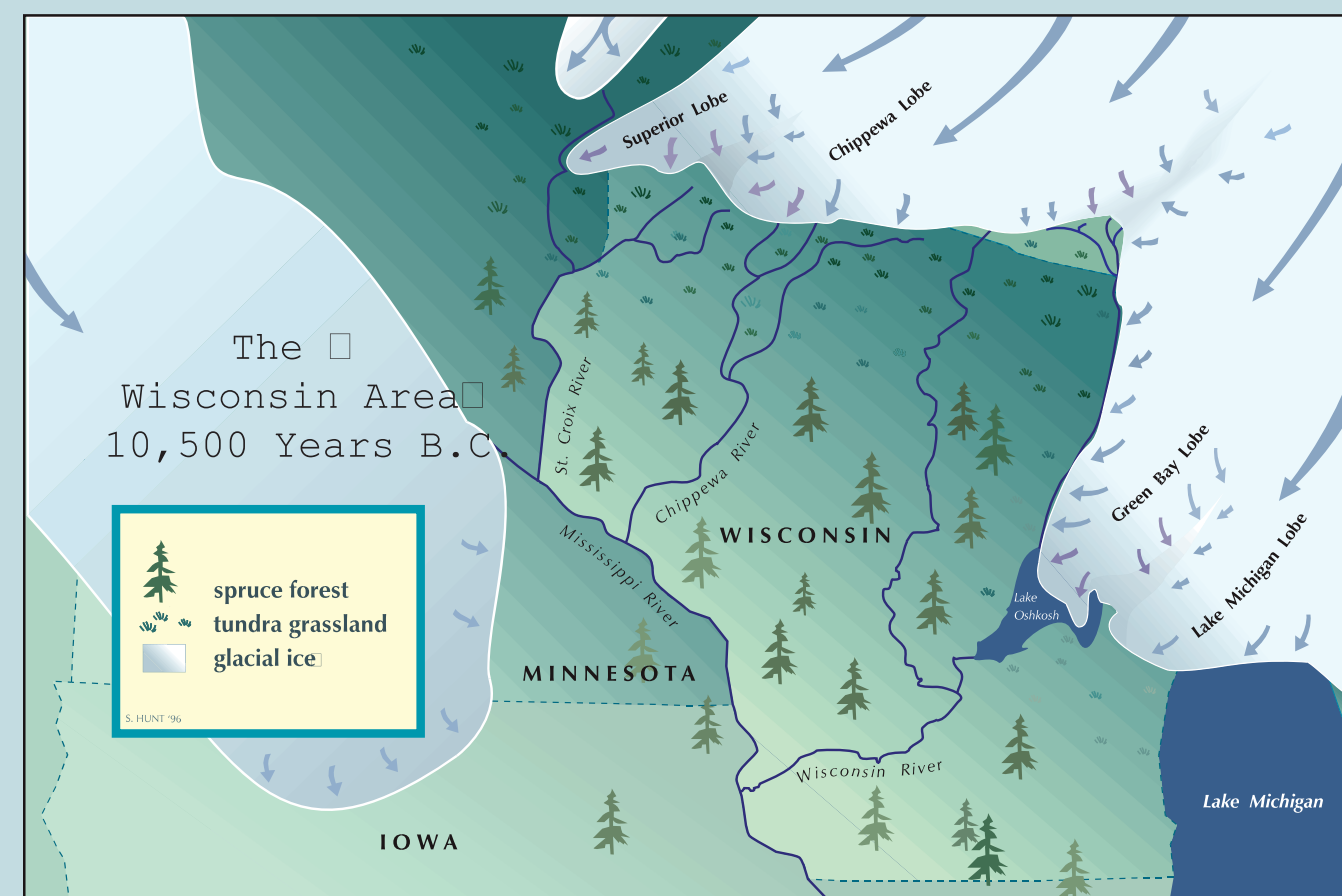 Superior Lobe
Chippewa Lobe
The
Wisconsin Area
10,500 Years B.C.
St. Croix River
Chippewa River
Green Bay Lobe
WISCONSIN
Mississippi River
Lake Michigan Lobe
spruce forest
tundra grassland
glacial ice
S. HUNT '96
Lake
Oshkosh
MINNESOTA
Wisconsin River
Lake Michigan
IOWA